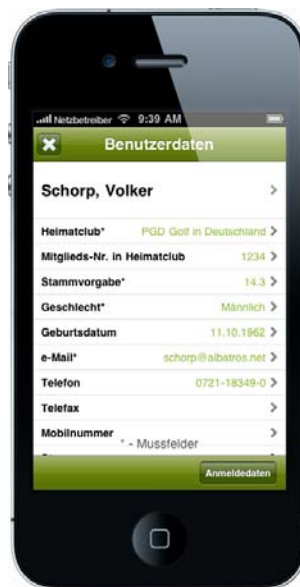 Netzbetreiber 9:39 AM
Benutzerdaten
Schorp, Volker
Heimatclub* PGD Golf in Deutschland
Mitglieds-Nr. in Heimatclub 1234
Stammvorgabe* 14.3
Geschlecht* Männlich
Geburtsdatum 11.10.1962
e-Mail* schorp@albatros.net
Telefon 0721-18349-0
Telefax
Mobilnummer
* - Mussfelder
Anmeldedaten